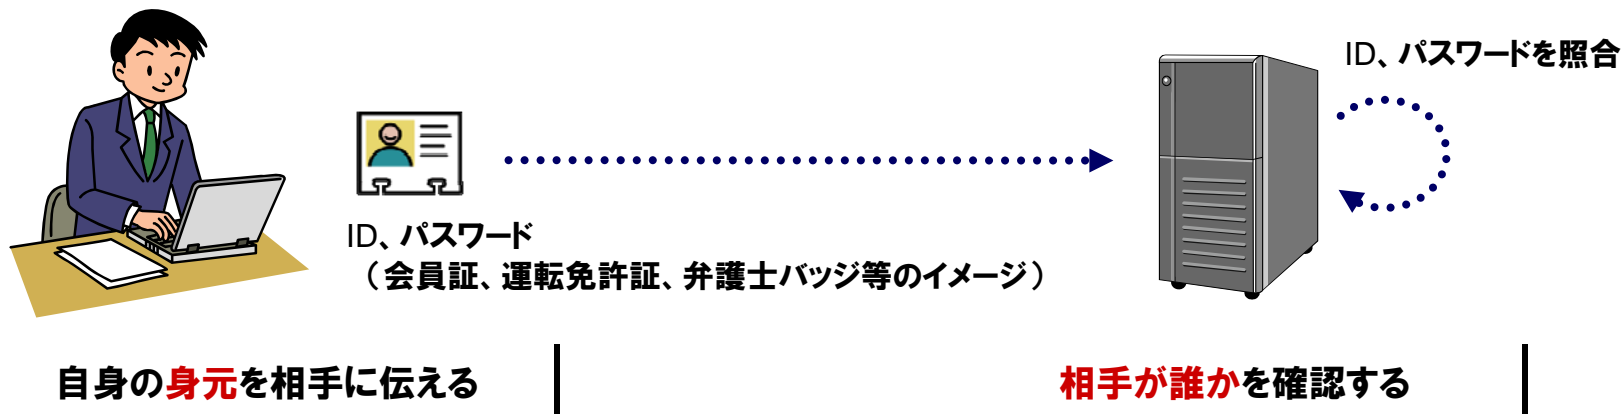 ID、パスワードを照合
ID、パスワード
（会員証、運転免許証、弁護士バッジ等のイメージ）
自身の身元を相手に伝える
相手が誰かを確認する